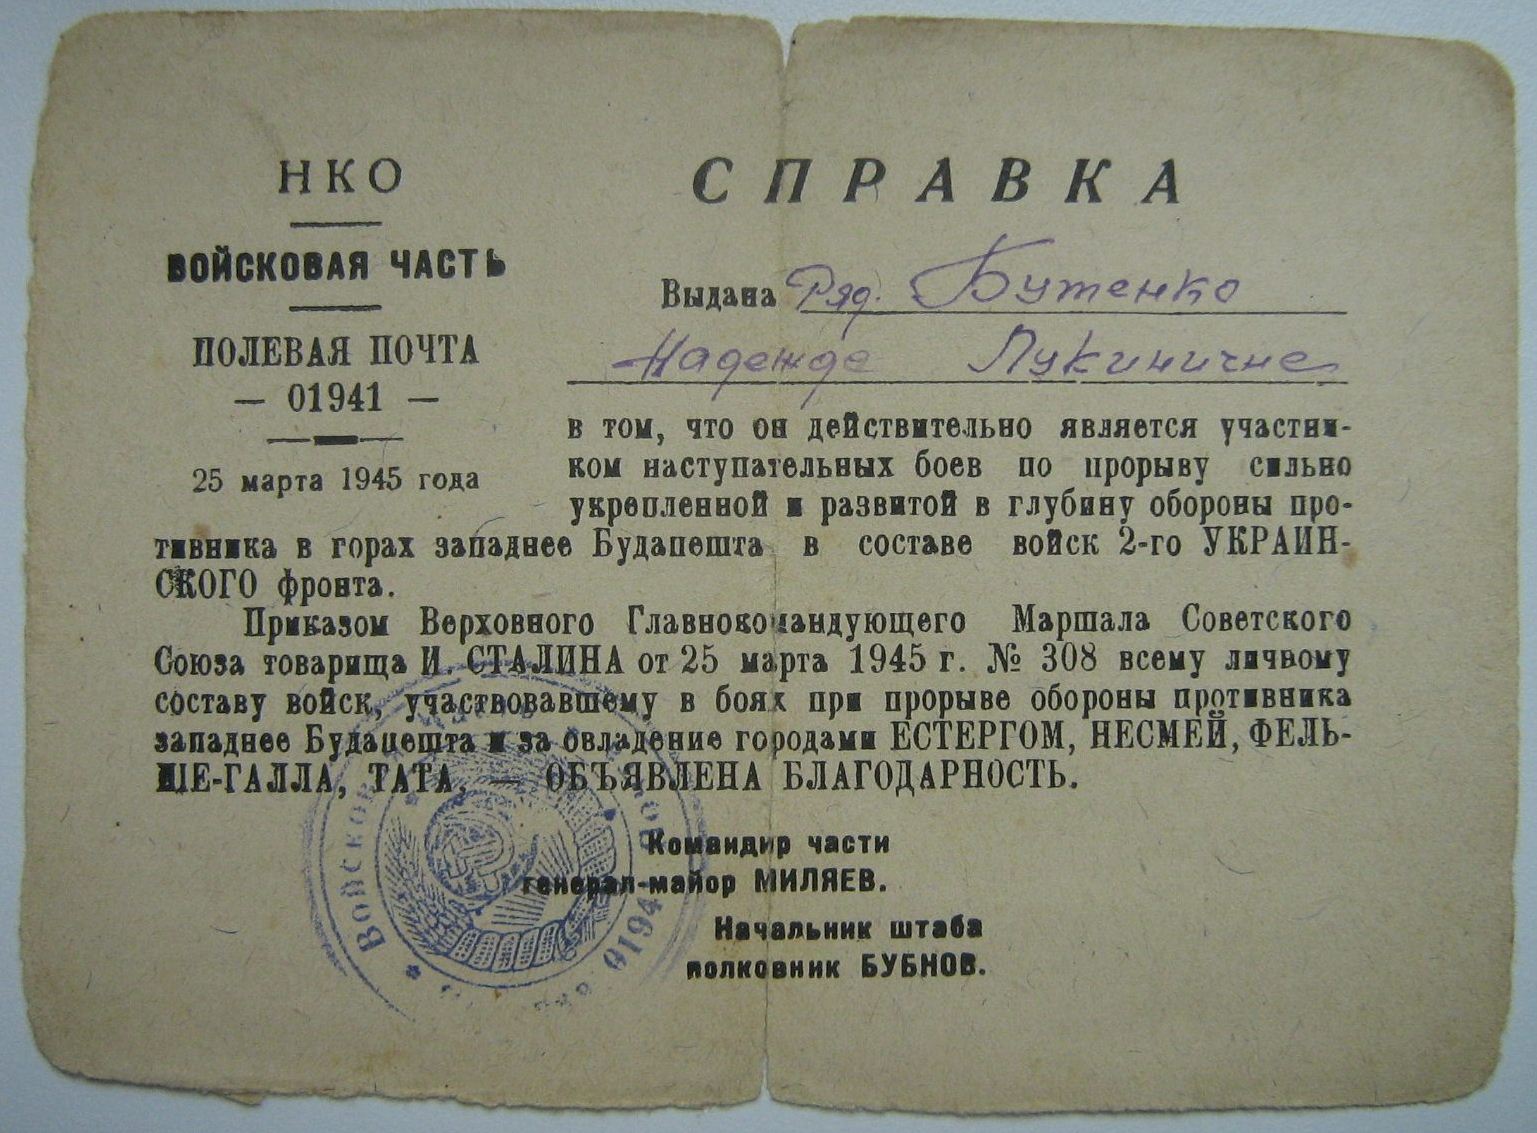 НКО
ВОЙСКОВАЯ ЧАСТЬ
ПОЛЕВАЯ ПОЧТА
— 01941 —
25 марта 1945 года
СПРАВКА
Выдана Ряд. Бутенко
Надежде Лукиничне
в том, что он действительно является участни-
ком наступательных боев по прорыву сильно
укрепленной и развитой в глубину обороны про-
тивника в горах западнее Будапешта в составе войск 2-го УКРАИН-
СКОГО фронта.
Приказом Верховного Главнокомандующего Маршала Советского
Союза товарища И. СТАЛИНА от 25 марта 1945 г. № 308 всему личному
составу войск, участвовавшему в боях при прорыве обороны противника
западнее Будапешта и за овладение городами ЕСТЕРГОМ, НЕСМЕЙ, ФЕЛЬ-
ШЕ-ГАЛЛА, ТАТА, — ОБЪЯВЛЕНА БЛАГОДАРНОСТЬ.
Командир части
генерал-майор МИЛЯЕВ.
Начальник штаба
полковник БУБНОВ.